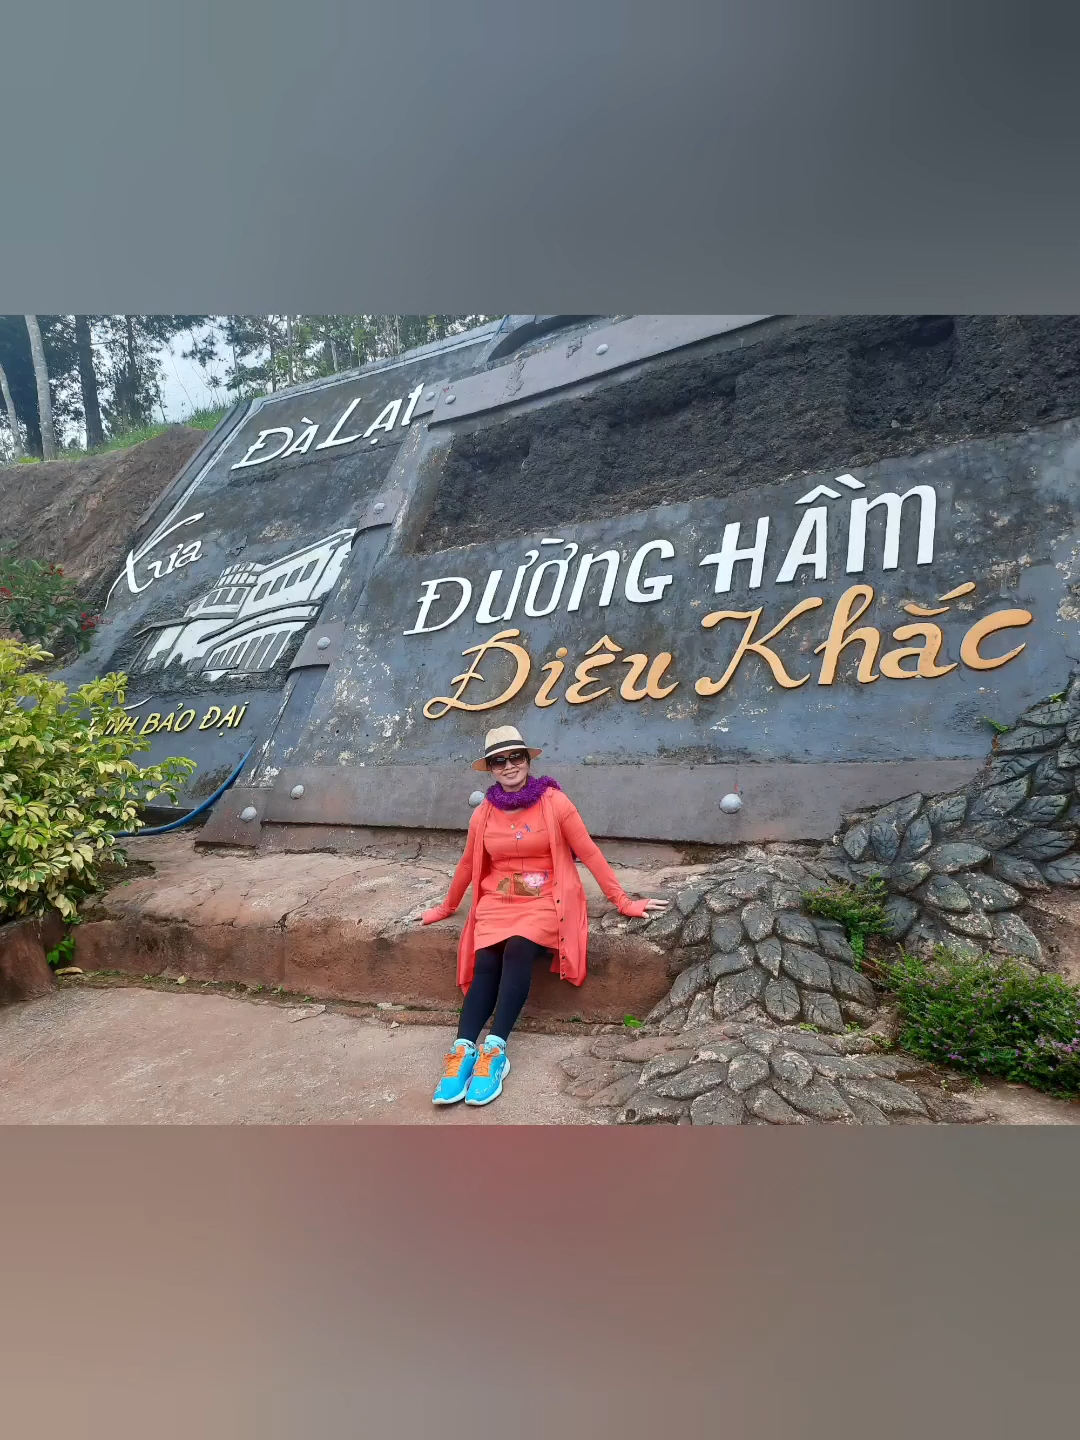 ĐÀ LẠT
Xưa
BẢO ĐẠI
ĐƯỜNG HẦM
Điêu Khắc